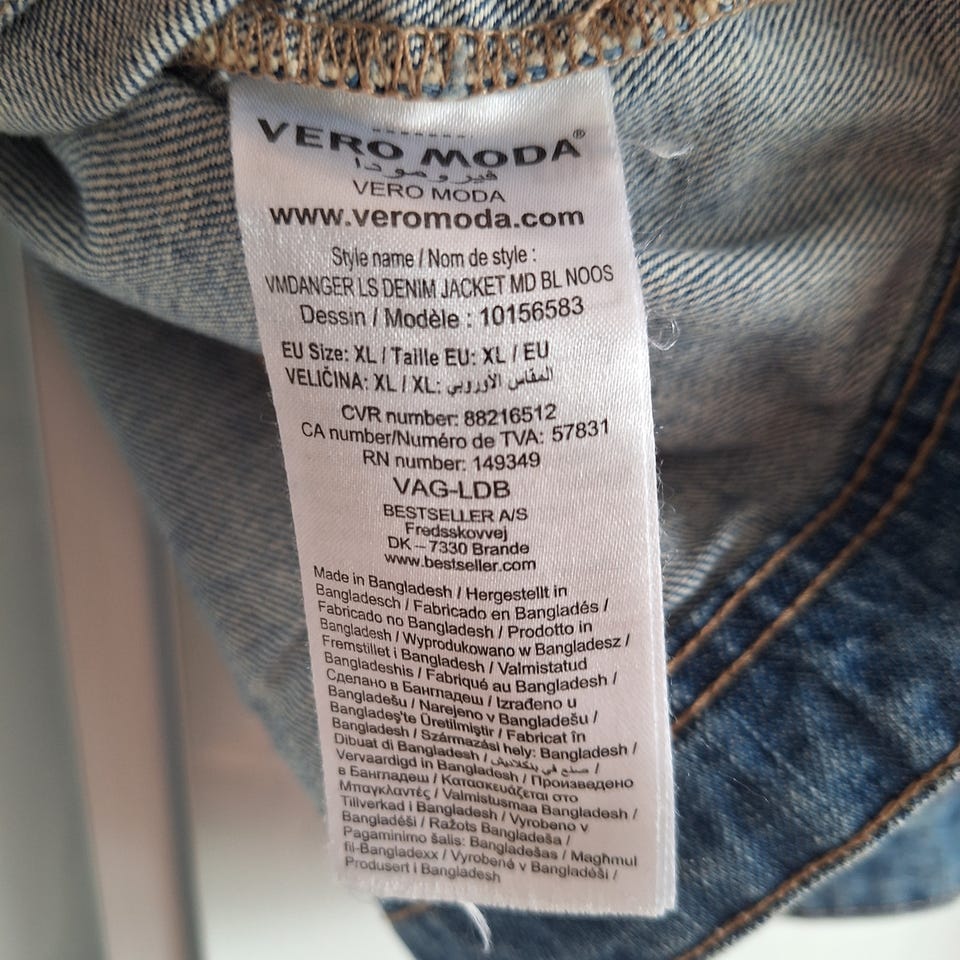 VERO MODA®
فيرومودا
VERO MODA
www.veromoda.com
Style name / Nom de style :
VMDANGER LS DENIM JACKET MD BL NOOS
Dessin / Modèle : 10156583
EU Size: XL / Taille EU: XL / EU
VELIČINA: XL / XL: المقاس الأوروبي
CVR number: 88216512
CA number/Numéro de TVA: 57831
RN number: 149349
VAG-LDB
BESTSELLER A/S
Fredsskovvej
DK – 7330 Brande
www.bestseller.com
Made in Bangladesh / Hergestellt in
Bangladesch / Fabricado en Bangladés /
Fabricado no Bangladesh / Prodotto in
Bangladesh / Wyprodukowano w Bangladesz /
Fremstillet i Bangladesh / Valmistatud
Bangladeshis / Fabriqué au Bangladesh /
Сделано в Бангладеш / Izrađeno u
Bangladešu / Narejeno v Bangladešu /
Bangladeş'te Üretilmiştir / Fabricat în
Bangladesh / Származási hely: Bangladesh /
Dibuat di Bangladesh / صنع في بنغلاديش /
Vervaardigd in Bangladesh / Произведено
в Бангладеш / Κατασκευάζεται στο
Μπαγκλαντές / Valmistusmaa Bangladesh /
Tillverkad i Bangladesh / Vyrobeno v
Bangladéši / Ražots Bangladeša /
Pagaminimo šalis: Bangladešas / Magħmul
fil-Bangladexx / Vyrobené v Bangladéši /
Produsert i Bangladesh